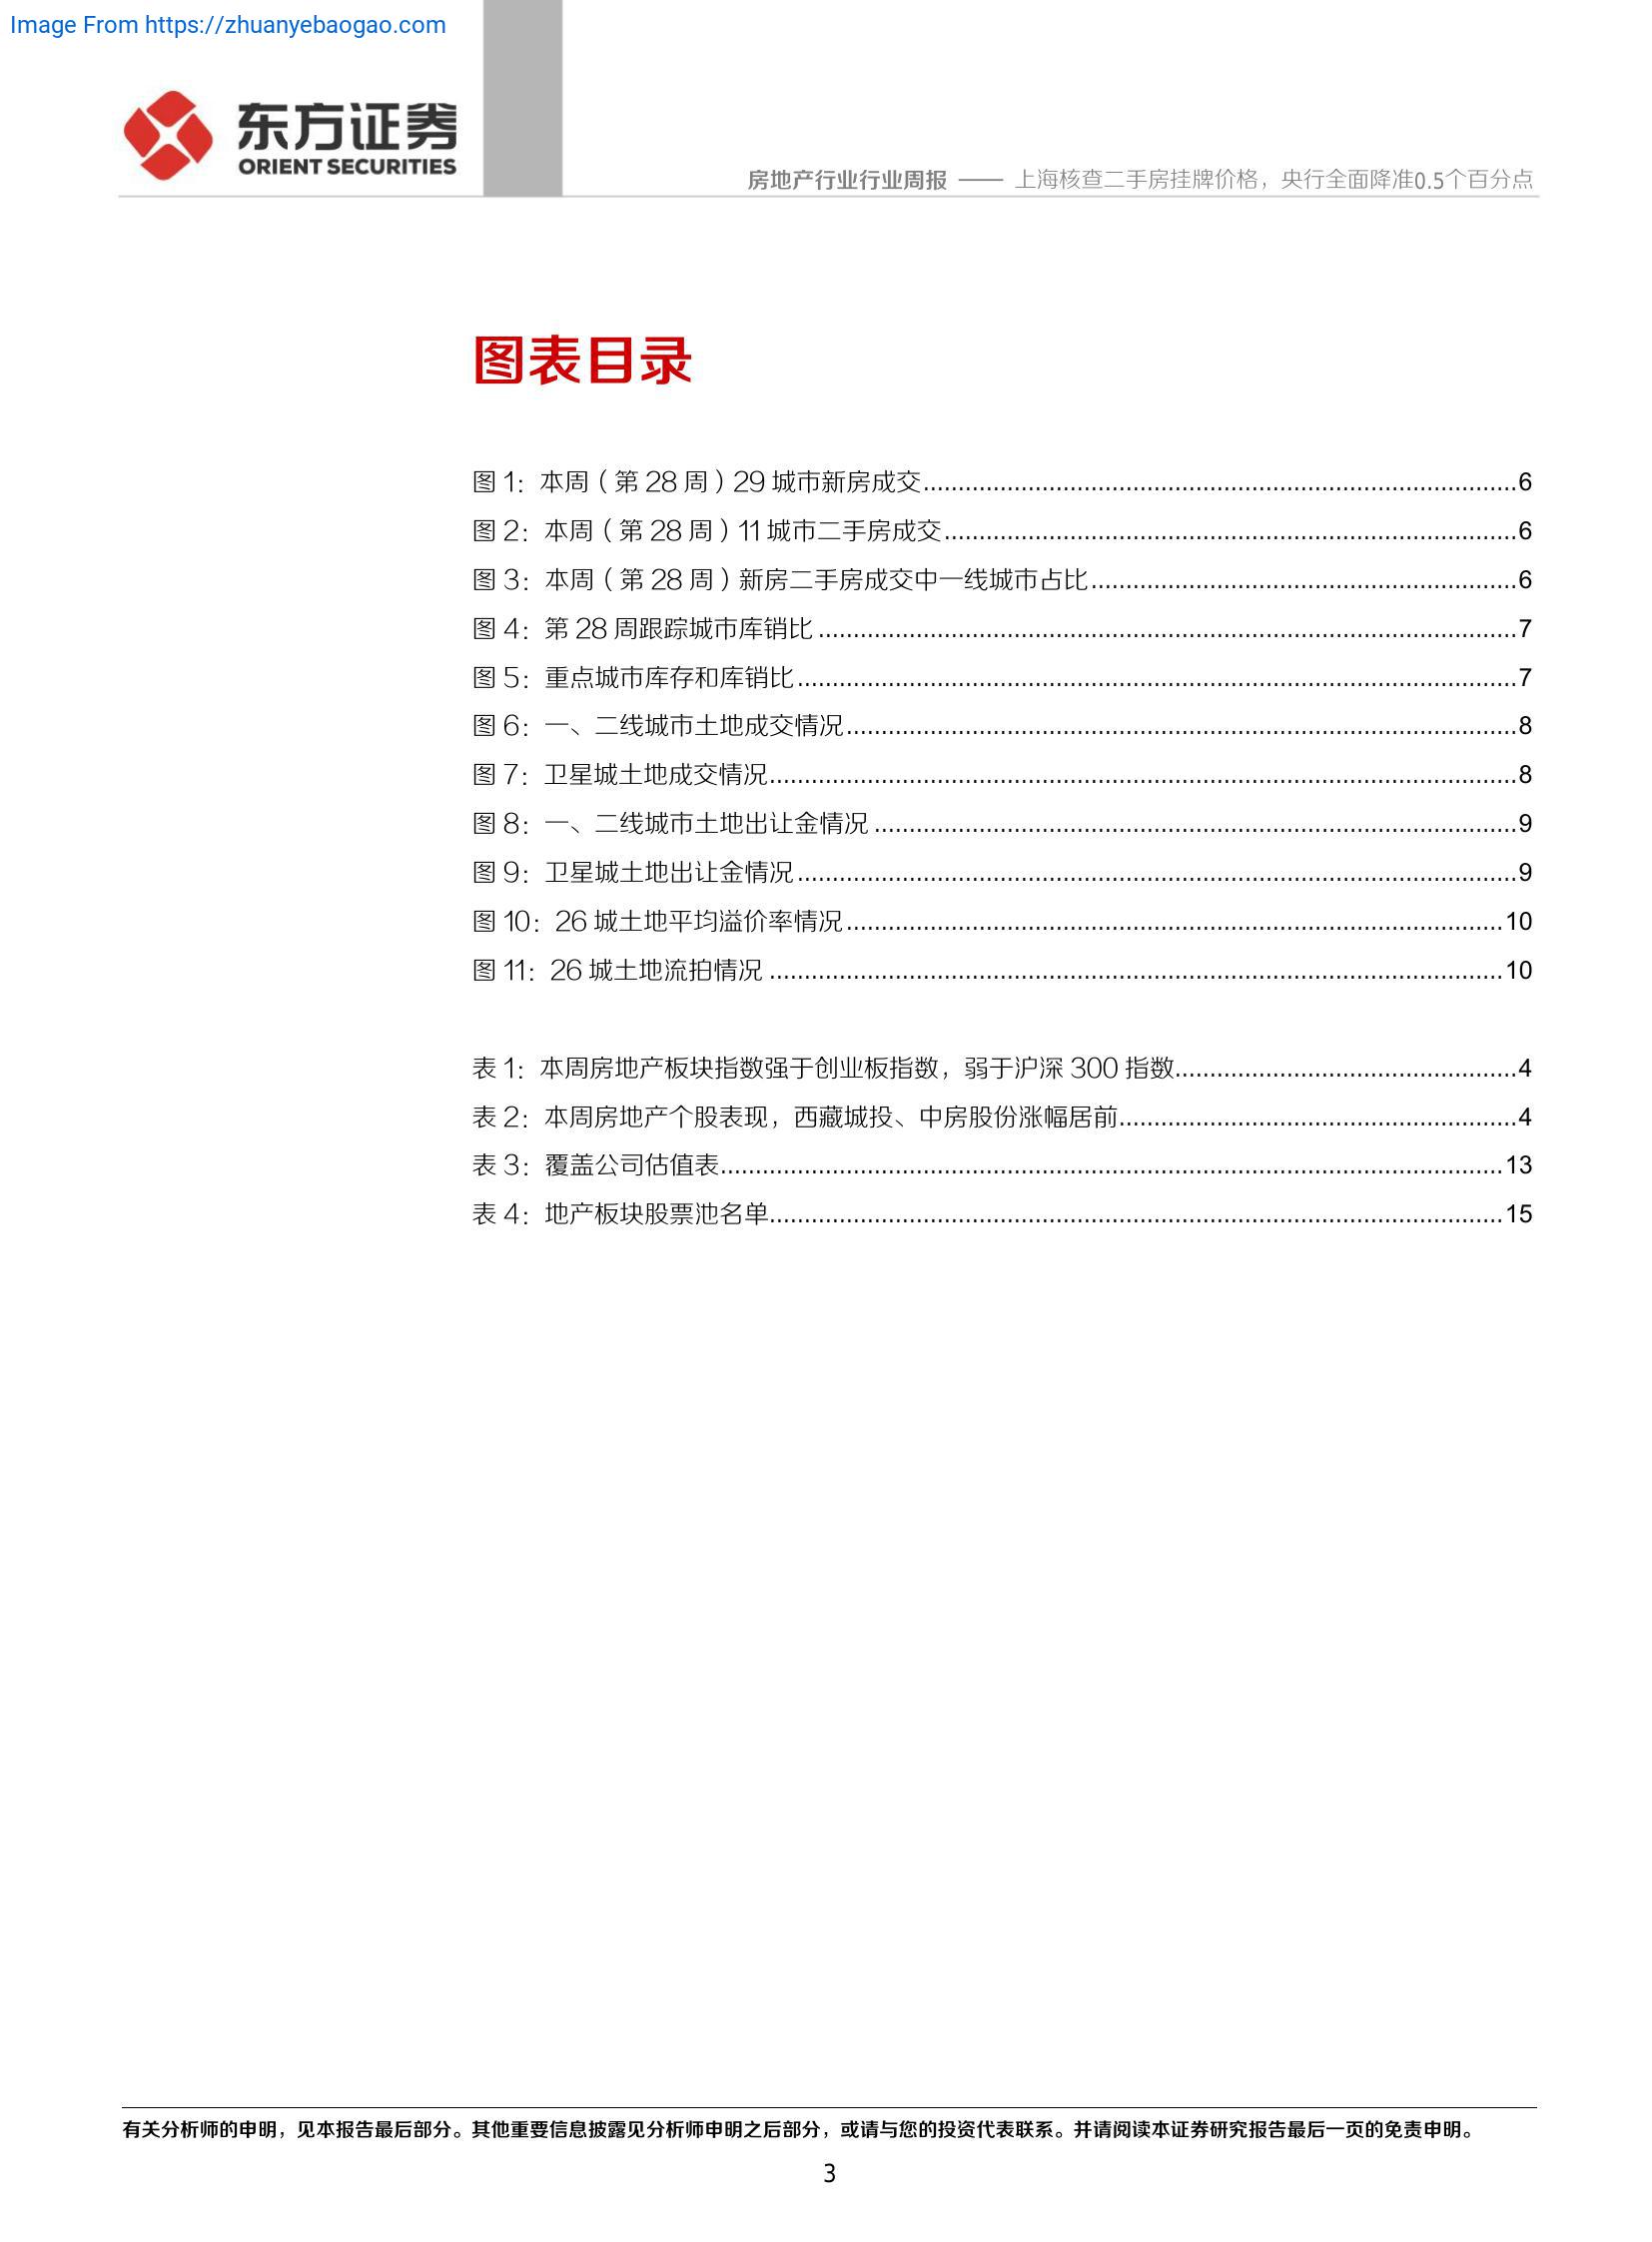 Image From https://zhuanyebaogao.com
东方证券
ORIENT SECURITIES
房地产行业行业周报 —— 上海核查二手房挂牌价格，央行全面降准0.5个百分点
图表目录
图 1：本周（第 28 周）29 城市新房成交........................................6
图 2：本周（第 28 周）11 城市二手房成交........................................6
图 3：本周（第 28 周）新房二手房成交中一线城市占比........................................6
图 4：第 28 周跟踪城市库销比........................................7
图 5：重点城市库存和库销比........................................7
图 6：一、二线城市土地成交情况........................................8
图 7：卫星城土地成交情况........................................8
图 8：一、二线城市土地出让金情况........................................9
图 9：卫星城土地出让金情况........................................9
图 10：26 城土地平均溢价率情况........................................10
图 11：26 城土地流拍情况........................................10
表 1：本周房地产板块指数强于创业板指数，弱于沪深 300 指数........................................4
表 2：本周房地产个股表现，西藏城投、中房股份涨幅居前........................................4
表 3：覆盖公司估值表........................................13
表 4：地产板块股票池名单........................................15
有关分析师的申明，见本报告最后部分。其他重要信息披露见分析师申明之后部分，或请与您的投资代表联系。并请阅读本证券研究报告最后一页的免责申明。
3